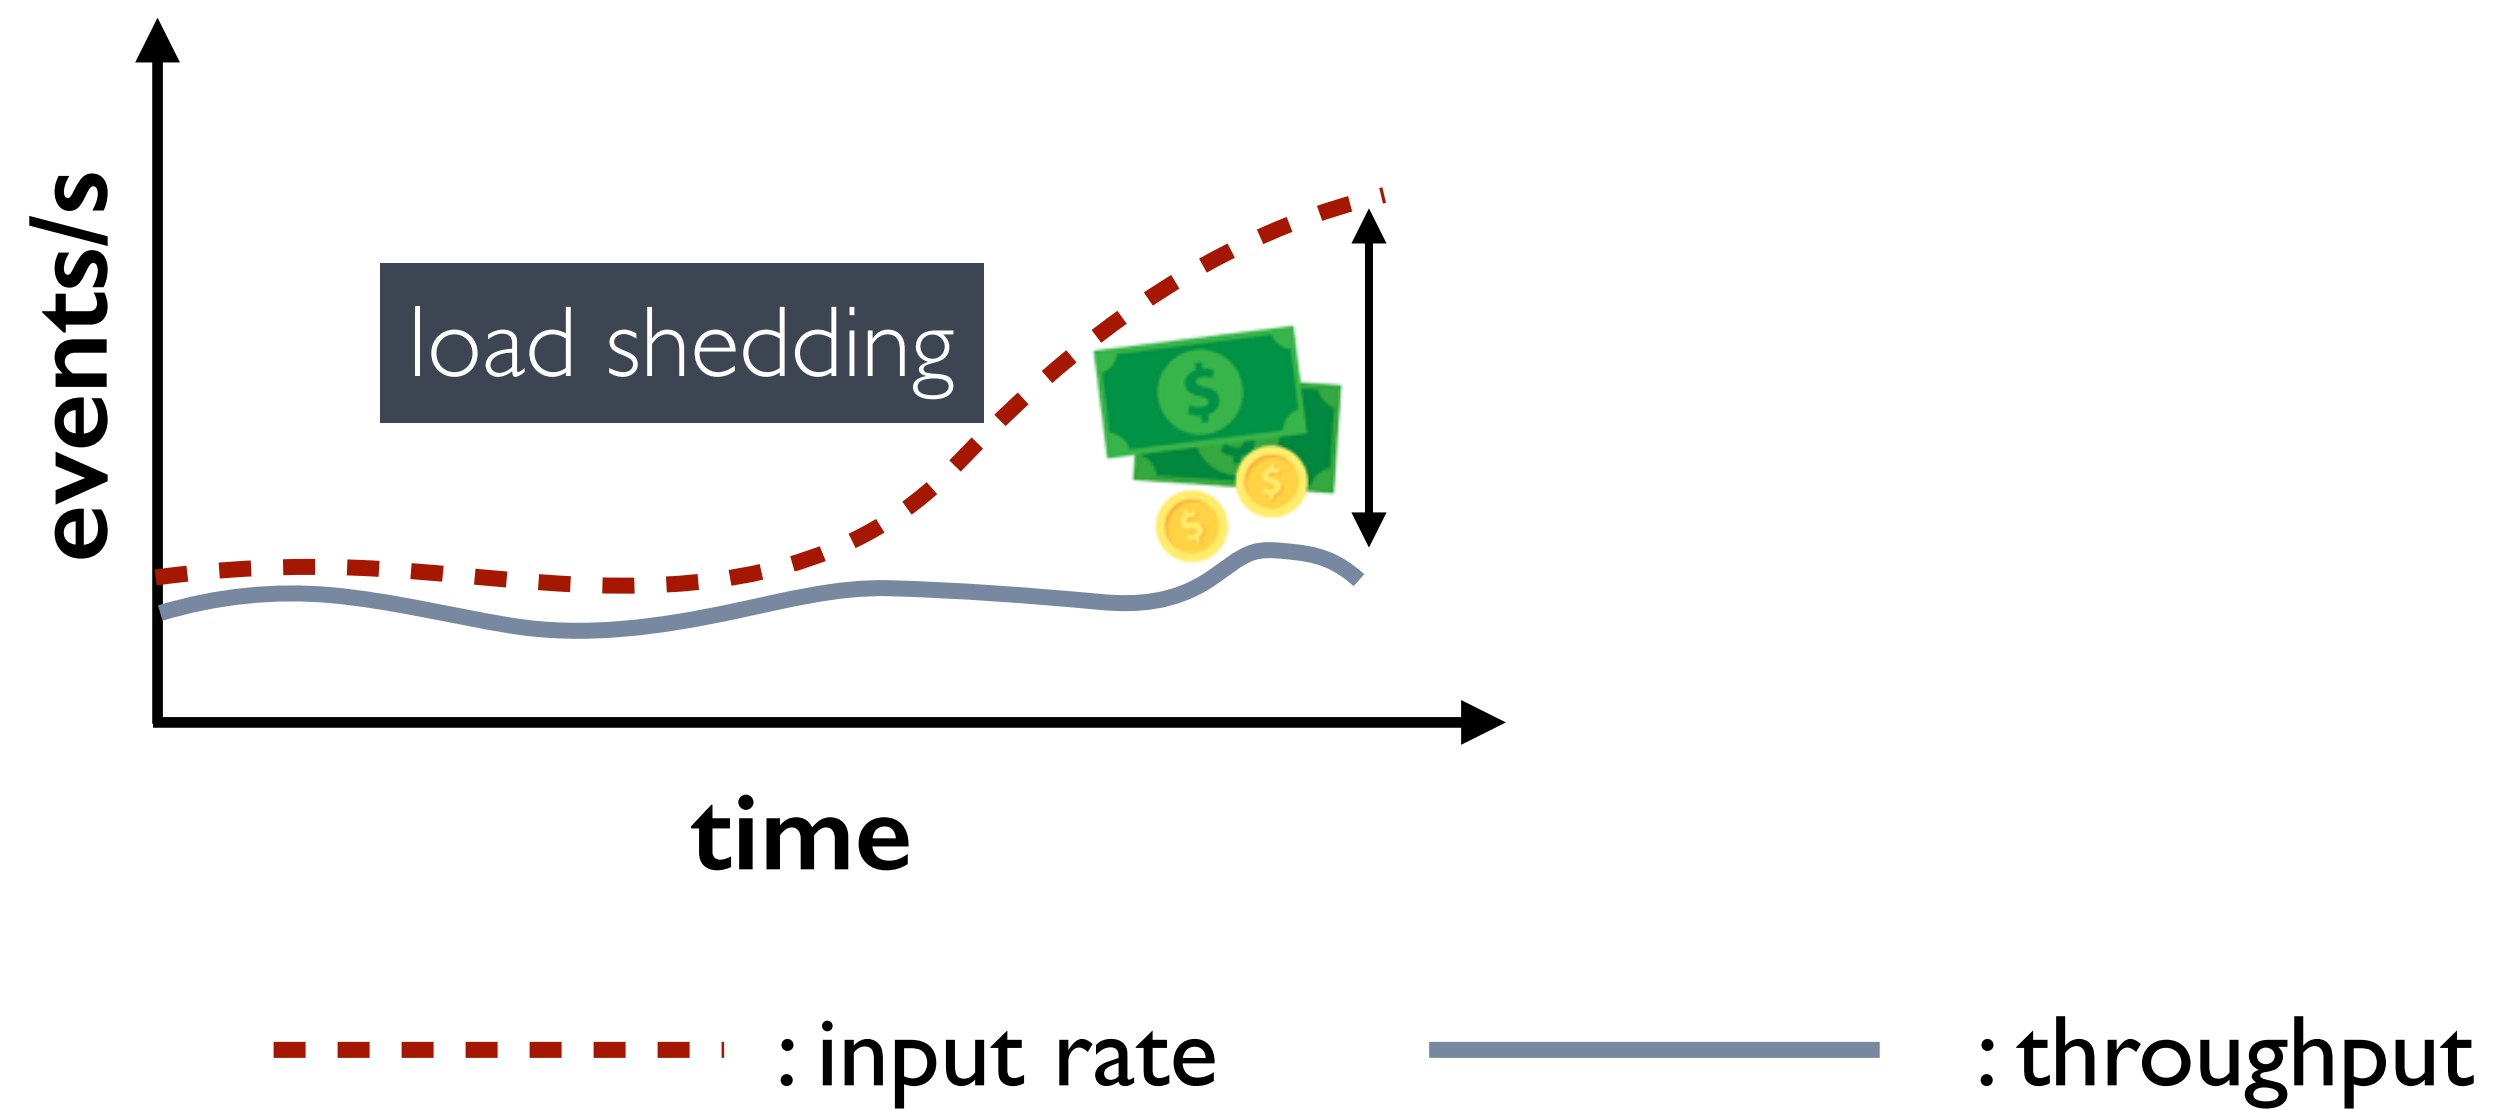 events/s
load shedding
$
$
$
$
time
: input rate
: throughput